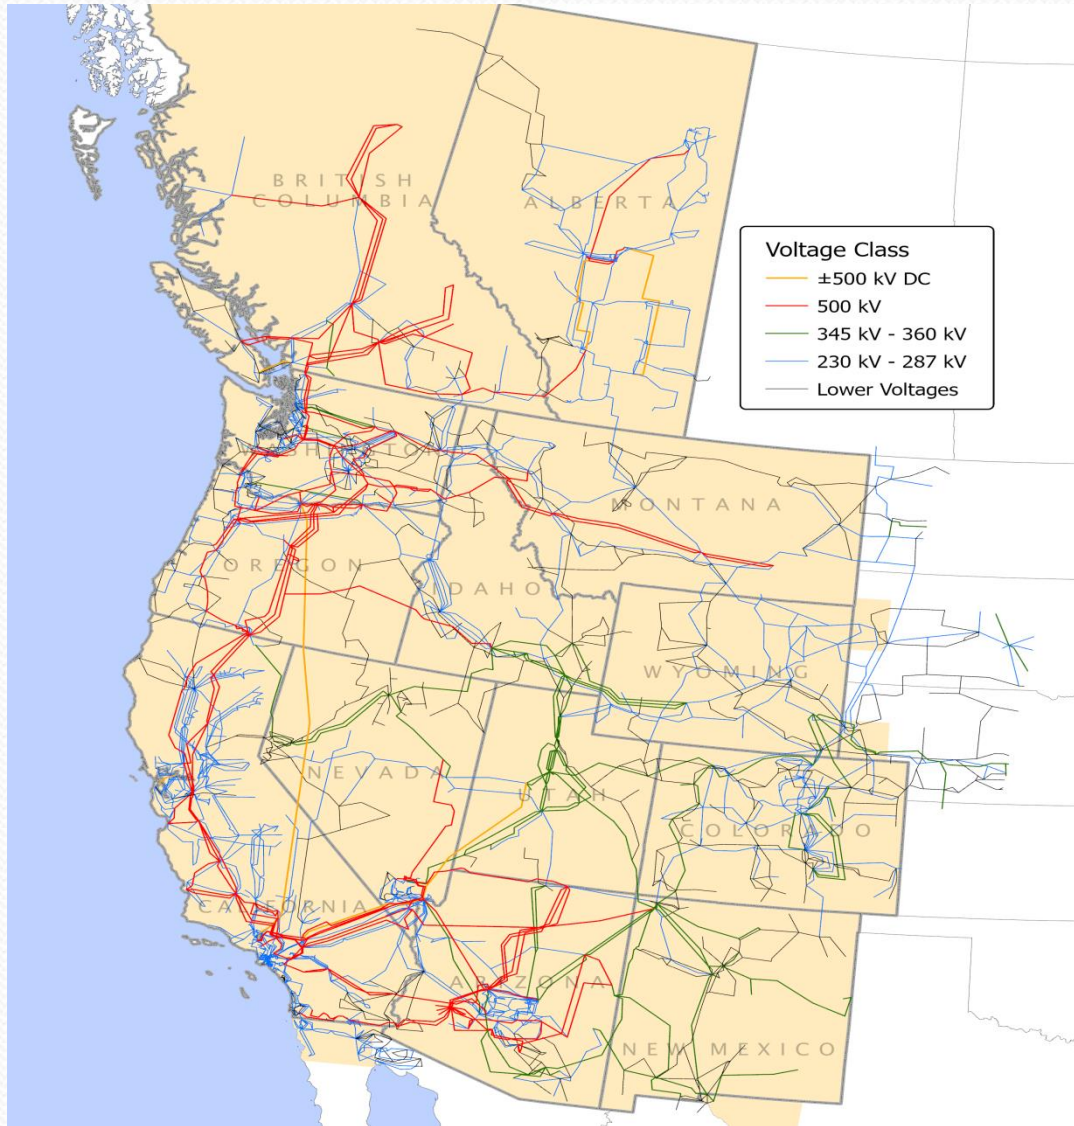 BRITISH
COLUMBIA
ALBERTA
Voltage Class
±500 kV DC
500 kV
345 kV - 360 kV
230 kV - 287 kV
Lower Voltages
WASHINGTON
MONTANA
OREGON
IDAHO
WYOMING
NEVADA
UTAH
COLORADO
CALIFORNIA
ARIZONA
NEW MEXICO